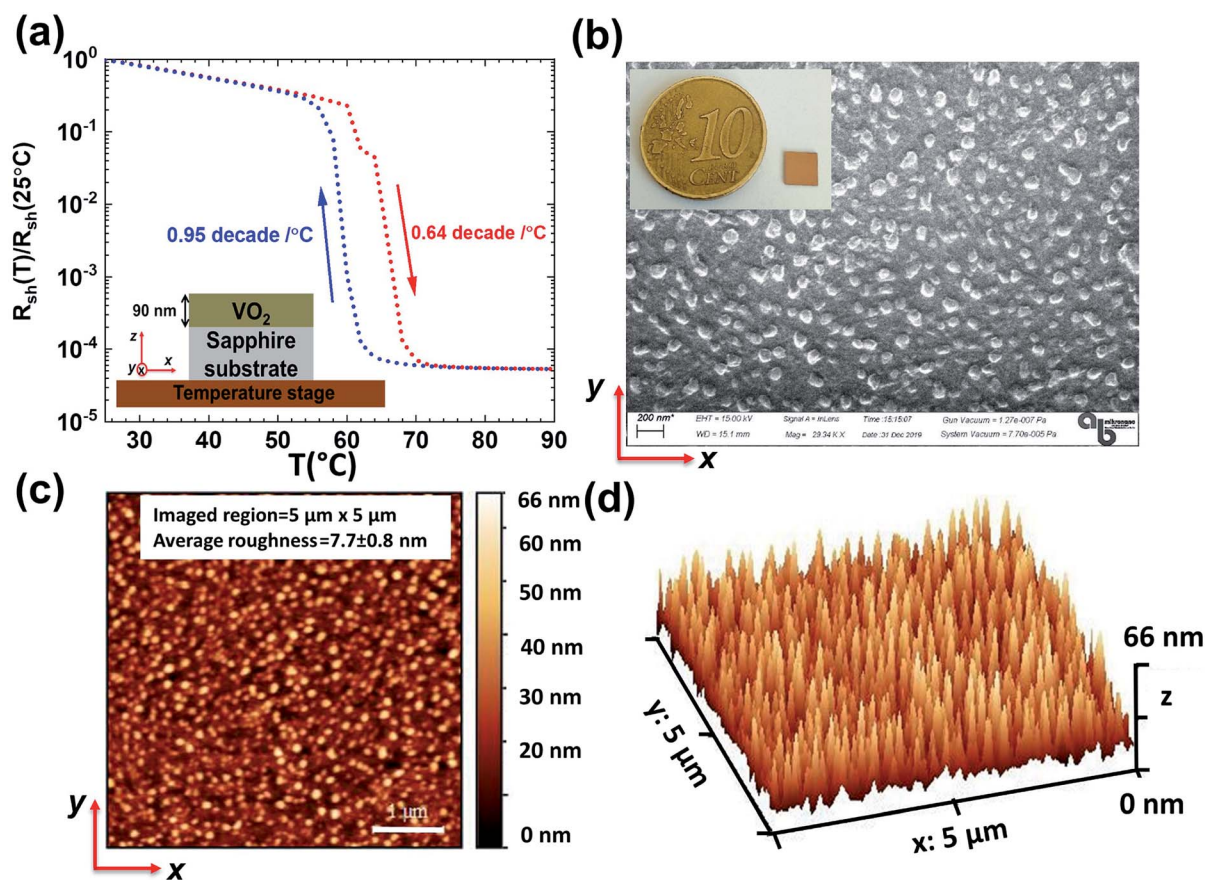 (a)
10⁰
10⁻¹
10⁻²
10⁻³
10⁻⁴
10⁻⁵
R_sh(T)/R_sh(25°C)
0.95 decade /°C
0.64 decade /°C
90 nm
VO₂
Sapphire
substrate
Temperature stage
z
y
x
x
30 40 50 60 70 80 90
T(°C)
(b)
10
CENT
200 nm*
EHT = 15.00 kV
Signal A = InLens
Time :15:15:07
Gun Vacuum = 1.27e-007 Pa
WD = 15.1 mm
Mag = 29.34 K X
Date :31 Dec 2019
System Vacuum = 7.70e-005 Pa
ab
y
x
(c)
Imaged region=5 μm x 5 μm
Average roughness=7.7±0.8 nm
66 nm
60 nm
50 nm
40 nm
30 nm
20 nm
0 nm
1 μm
y
x
(d)
66 nm
z
0 nm
y: 5 μm
x: 5 μm